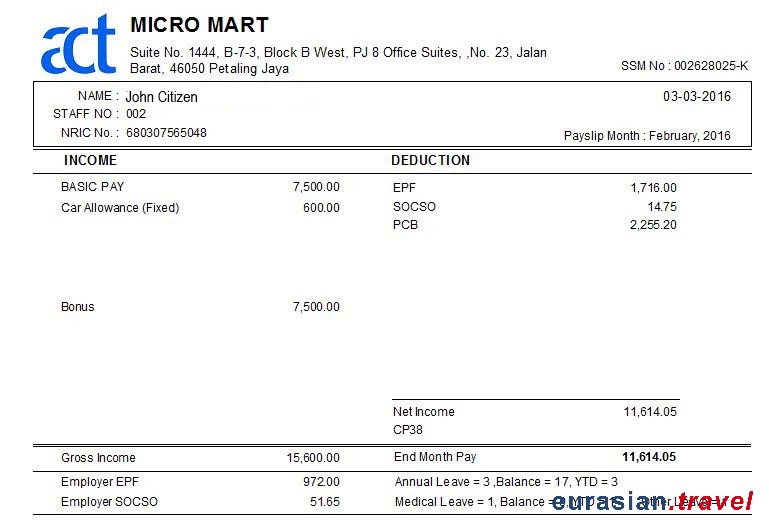 act
MICRO MART
Suite No. 1444, B-7-3, Block B West, PJ 8 Office Suites, ,No. 23, Jalan
Barat, 46050 Petaling Jaya
SSM No : 002628025-K
NAME : John Citizen 03-03-2016
STAFF NO : 002
NRIC No. : 680307565048 Payslip Month : February, 2016
INCOME DEDUCTION
BASIC PAY 7,500.00 EPF 1,716.00
Car Allowance (Fixed) 600.00 SOCSO 14.75
PCB 2,255.20
Bonus 7,500.00
Net Income 11,614.05
CP38
Gross Income 15,600.00 End Month Pay 11,614.05
Employer EPF 972.00 Annual Leave = 3 ,Balance = 17, YTD = 3
Employer SOCSO 51.65 Medical Leave = 1, Balance
eurasian.travel